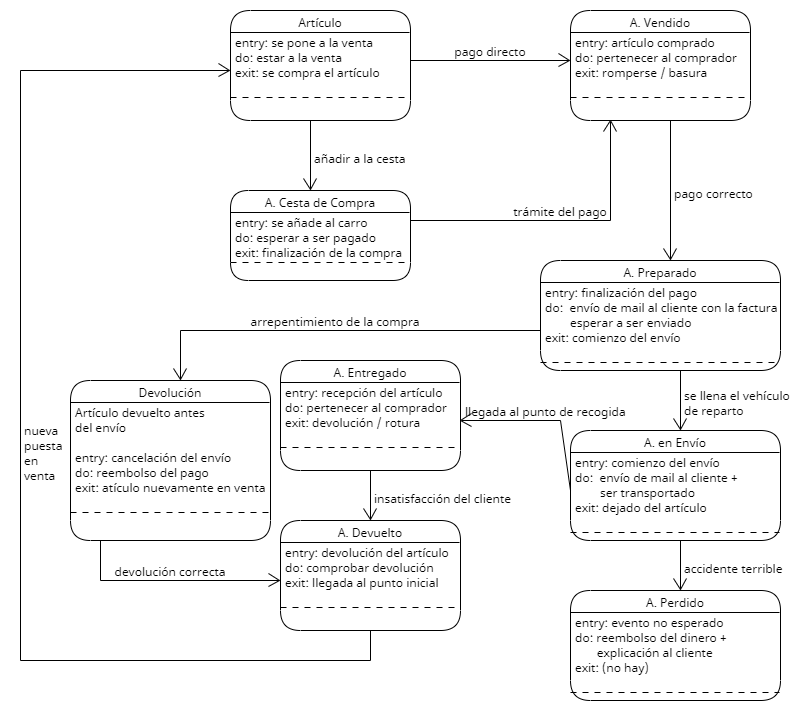 Artículo
entry: se pone a la venta
do: estar a la venta
exit: se compra el artículo
pago directo
A. Vendido
entry: artículo comprado
do: pertenecer al comprador
exit: romperse / basura
añadir a la cesta
A. Cesta de Compra
entry: se añade al carro
do: esperar a ser pagado
exit: finalización de la compra
trámite del pago
pago correcto
A. Preparado
entry: finalización del pago
do:  envío de mail al cliente con la factura
esperar a ser enviado
exit: comienzo del envío
arrepentimiento de la compra
Devolución
Artículo devuelto antes
del envío
entry: cancelación del envío
do: reembolso del pago
exit: atículo nuevamente en venta
A. Entregado
entry: recepción del artículo
do: pertenecer al comprador
exit: devolución / rotura
llegada al punto de recogida
se llena el vehículo
de reparto
A. en Envío
entry: comienzo del envío
do:  envío de mail al cliente +
ser transportado
exit: dejado del artículo
nueva
puesta
en
venta
insatisfacción del cliente
A. Devuelto
entry: devolución del artículo
do: comprobar devolución
exit: llegada al punto inicial
devolución correcta
accidente terrible
A. Perdido
entry: evento no esperado
do: reembolso del dinero +
explicación al cliente
exit: (no hay)